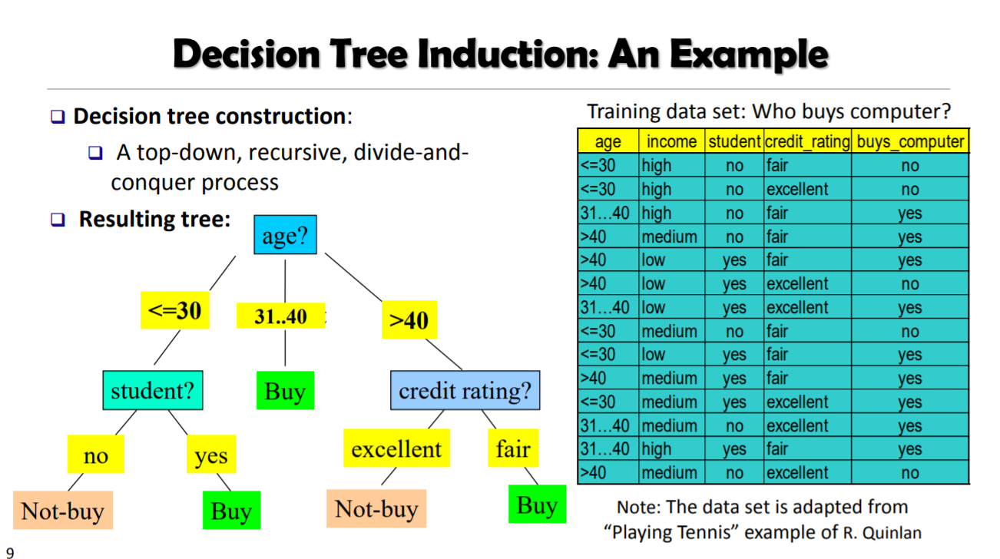 Decision Tree Induction: An Example
Decision tree construction:
A top-down, recursive, divide-and-
conquer process
Resulting tree:
age?
<=30
31..40
>40
student?
Buy
credit rating?
no
yes
excellent
fair
Not-buy
Buy
Not-buy
Buy
Training data set: Who buys computer?
age income student credit_rating buys_computer
<=30 high no fair no
<=30 high no excellent no
31…40 high no fair yes
>40 medium no fair yes
>40 low yes fair yes
>40 low yes excellent no
31…40 low yes excellent yes
<=30 medium no fair no
<=30 low yes fair yes
>40 medium yes fair yes
<=30 medium yes excellent yes
31…40 medium no excellent yes
31…40 high yes fair yes
>40 medium no excellent no
Note: The data set is adapted from
“Playing Tennis” example of R. Quinlan
9